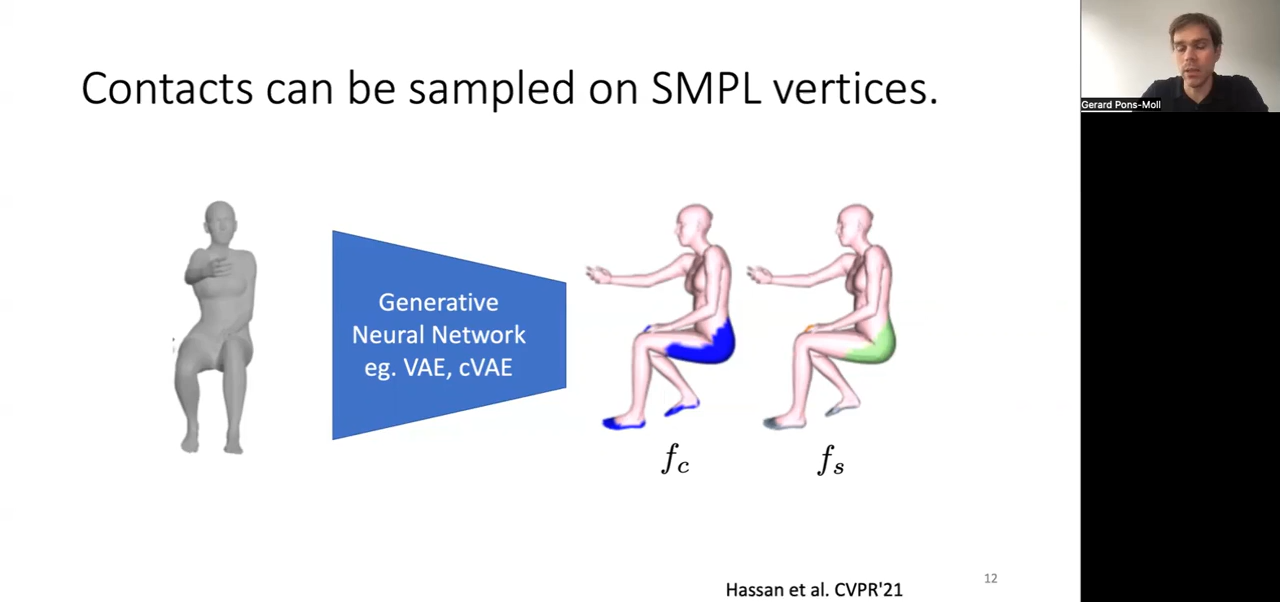 Contacts can be sampled on SMPL vertices.
Gerard Pons-Moll
Generative
Neural Network
eg. VAE, cVAE
f_c
f_s
Hassan et al. CVPR'21
12